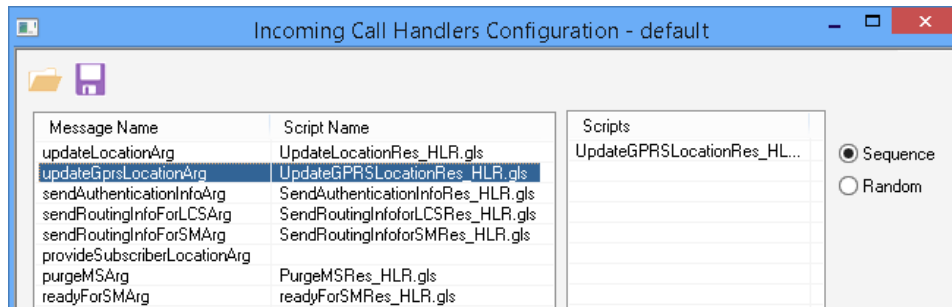 Incoming Call Handlers Configuration - default
Message Name Script Name
updateLocationArg UpdateLocationRes_HLR.gls
updateGprsLocationArg UpdateGPRSLocationRes_HLR.gls
sendAuthenticationInfoArg SendAuthenticationInfoRes_HLR.gls
sendRoutingInfoForLCSArg SendRoutingInfoforLCSRes_HLR.gls
sendRoutingInfoForSMArg SendRoutingInfoforSMRes_HLR.gls
provideSubscriberLocationArg
purgeMSArg PurgeMSRes_HLR.gls
readyForSMArg readyForSMRes_HLR.gls
Scripts
UpdateGPRSLocationRes_HL...
Sequence
Random